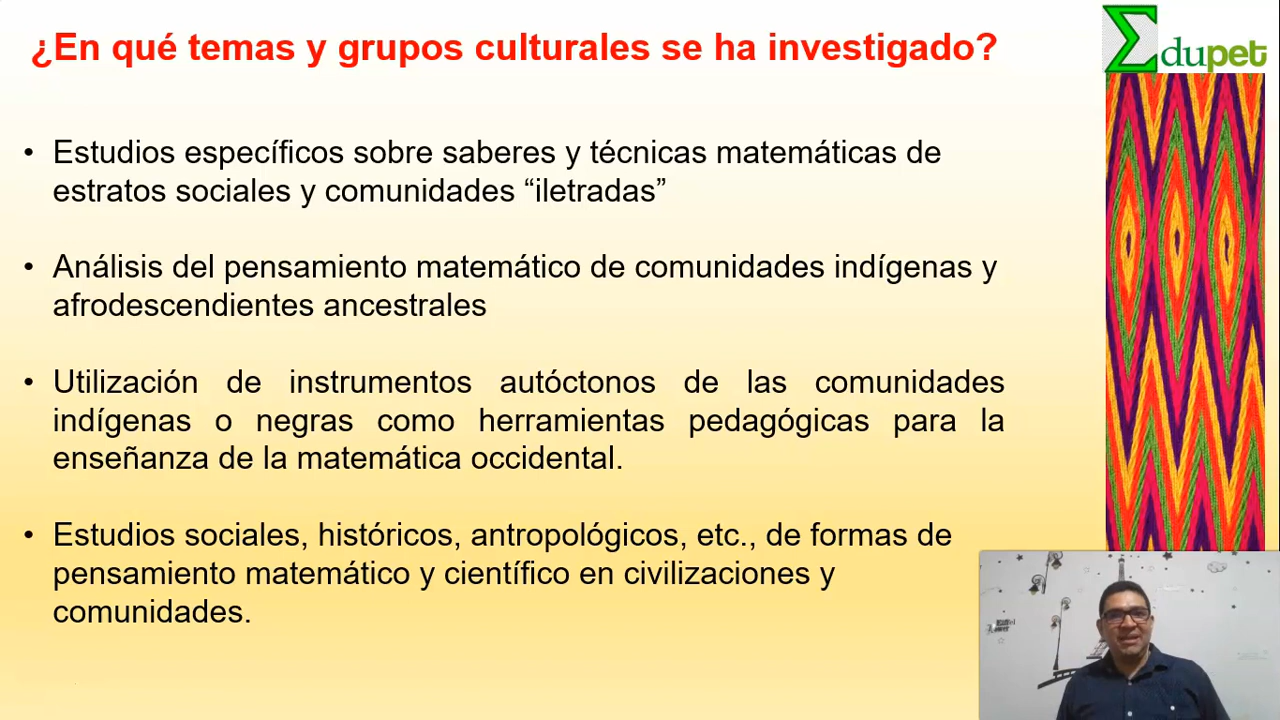 ¿En qué temas y grupos culturales se ha investigado?
Σdupet
• Estudios específicos sobre saberes y técnicas matemáticas de
estratos sociales y comunidades “iletradas”
• Análisis del pensamiento matemático de comunidades indígenas y
afrodescendientes ancestrales
• Utilización de instrumentos autóctonos de las comunidades
indígenas o negras como herramientas pedagógicas para la
enseñanza de la matemática occidental.
• Estudios sociales, históricos, antropológicos, etc., de formas de
pensamiento matemático y científico en civilizaciones y
comunidades.
Eiffel
Tower